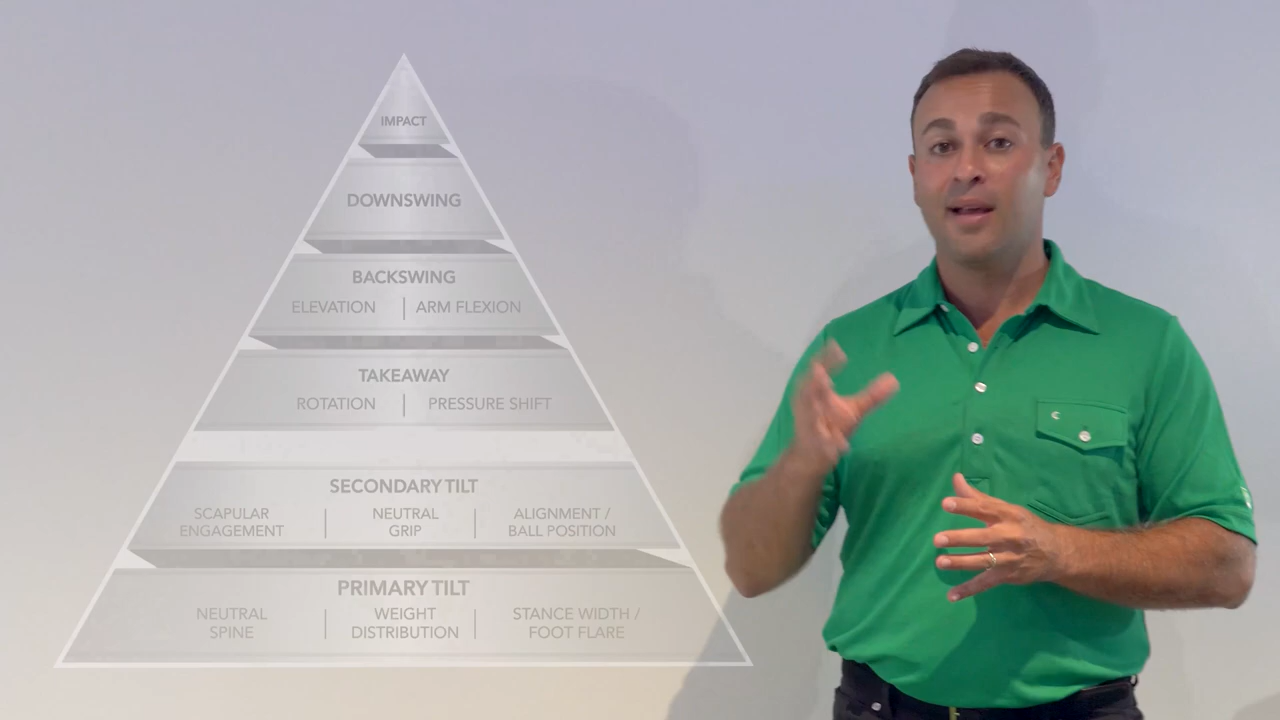 IMPACT
DOWNSWING
BACKSWING
ELEVATION | ARM FLEXION
TAKEAWAY
ROTATION | PRESSURE SHIFT
SECONDARY TILT
SCAPULAR ENGAGEMENT | NEUTRAL GRIP | ALIGNMENT / BALL POSITION
PRIMARY TILT
NEUTRAL SPINE | WEIGHT DISTRIBUTION | STANCE WIDTH / FOOT FLARE